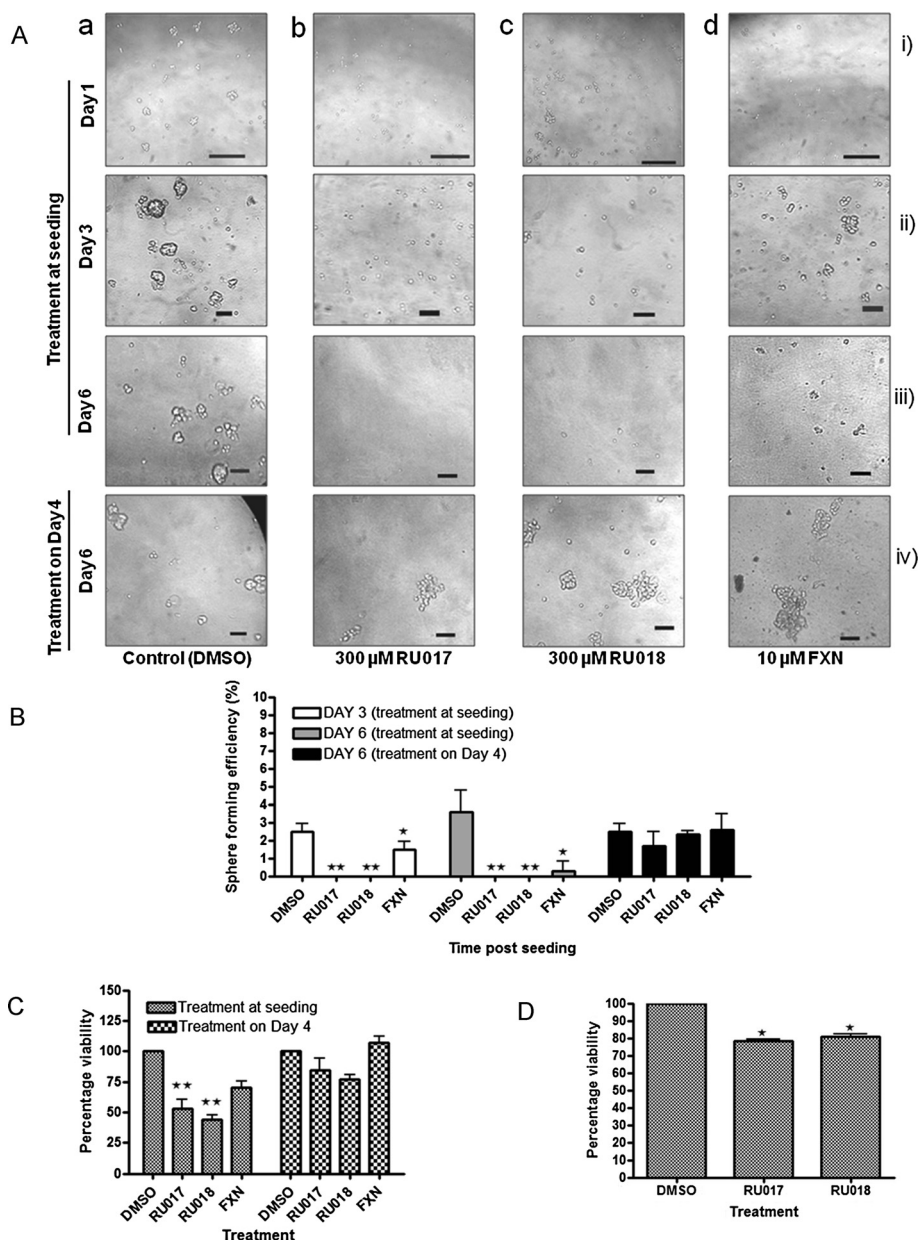 A
a
b
c
d
i)
Treatment at seeding
Day 1
Day 3
ii)
Day 6
iii)
Treatment on Day 4
Day 6
iv)
Control (DMSO)
300 µM RU017
300 µM RU018
10 µM FXN
B
Sphere forming efficiency (%)
10
9
8
7
6
5
4
3
2
1
0
DAY 3 (treatment at seeding)
DAY 6 (treatment at seeding)
DAY 6 (treatment on Day 4)
★★ ★★ ★ ★★ ★★ ★
DMSO RU017 RU018 FXN DMSO RU017 RU018 FXN DMSO RU017 RU018 FXN
Time post seeding
C
Percentage viability
150
125
100
75
50
25
0
Treatment at seeding
Treatment on Day 4
★★ ★★
DMSO RU017 RU018 FXN DMSO RU017 RU018 FXN
Treatment
D
Percentage viability
100
90
80
70
60
50
40
30
20
10
0
★ ★
DMSO RU017 RU018
Treatment